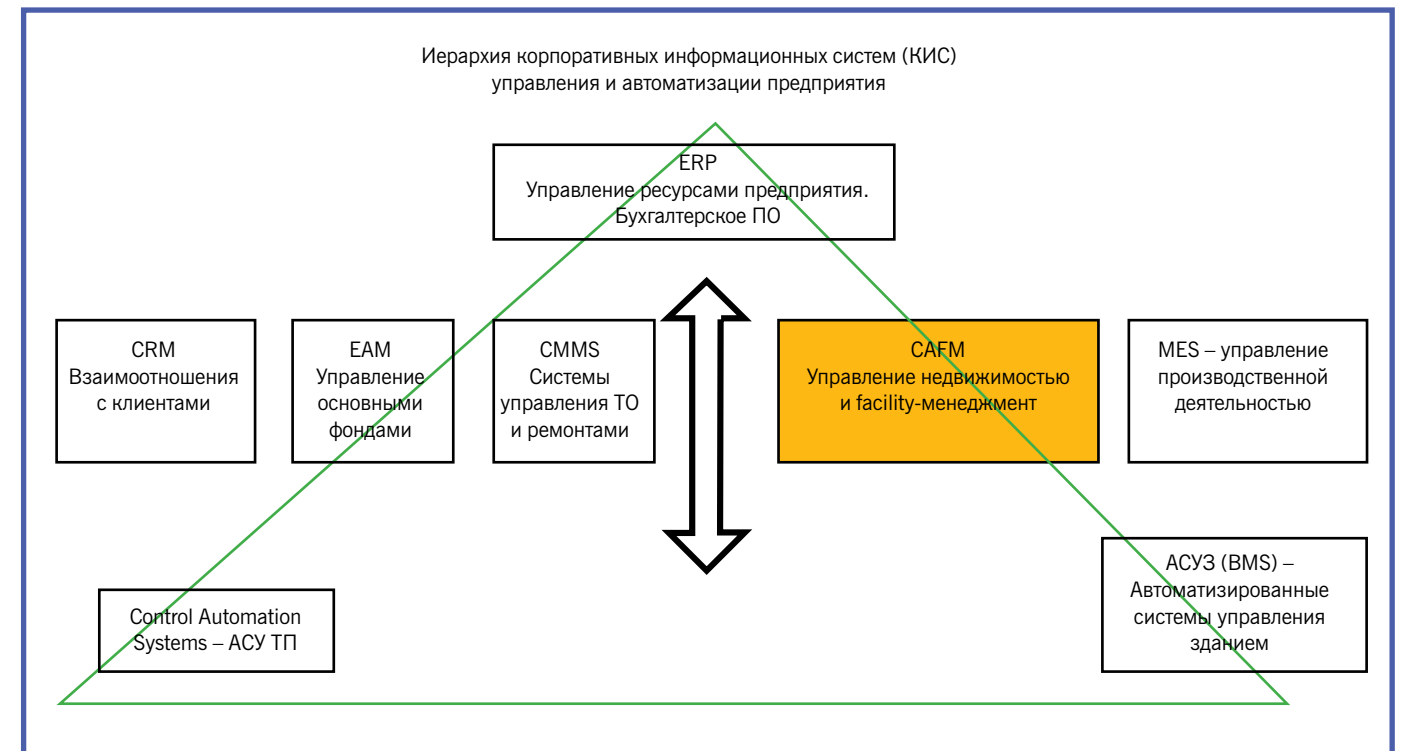 Иерархия корпоративных информационных систем (КИС)
управления и автоматизации предприятия
ERP
Управление ресурсами предприятия.
Бухгалтерское ПО
CRM
Взаимоотношения
с клиентами
EAM
Управление
основными
фондами
CMMS
Системы
управления ТО
и ремонтами
CAFM
Управление недвижимостью
и facility-менеджмент
MES – управление
производственной
деятельностью
Control Automation
Systems – АСУ ТП
АСУЗ (BMS) –
Автоматизированные
системы управления
зданием